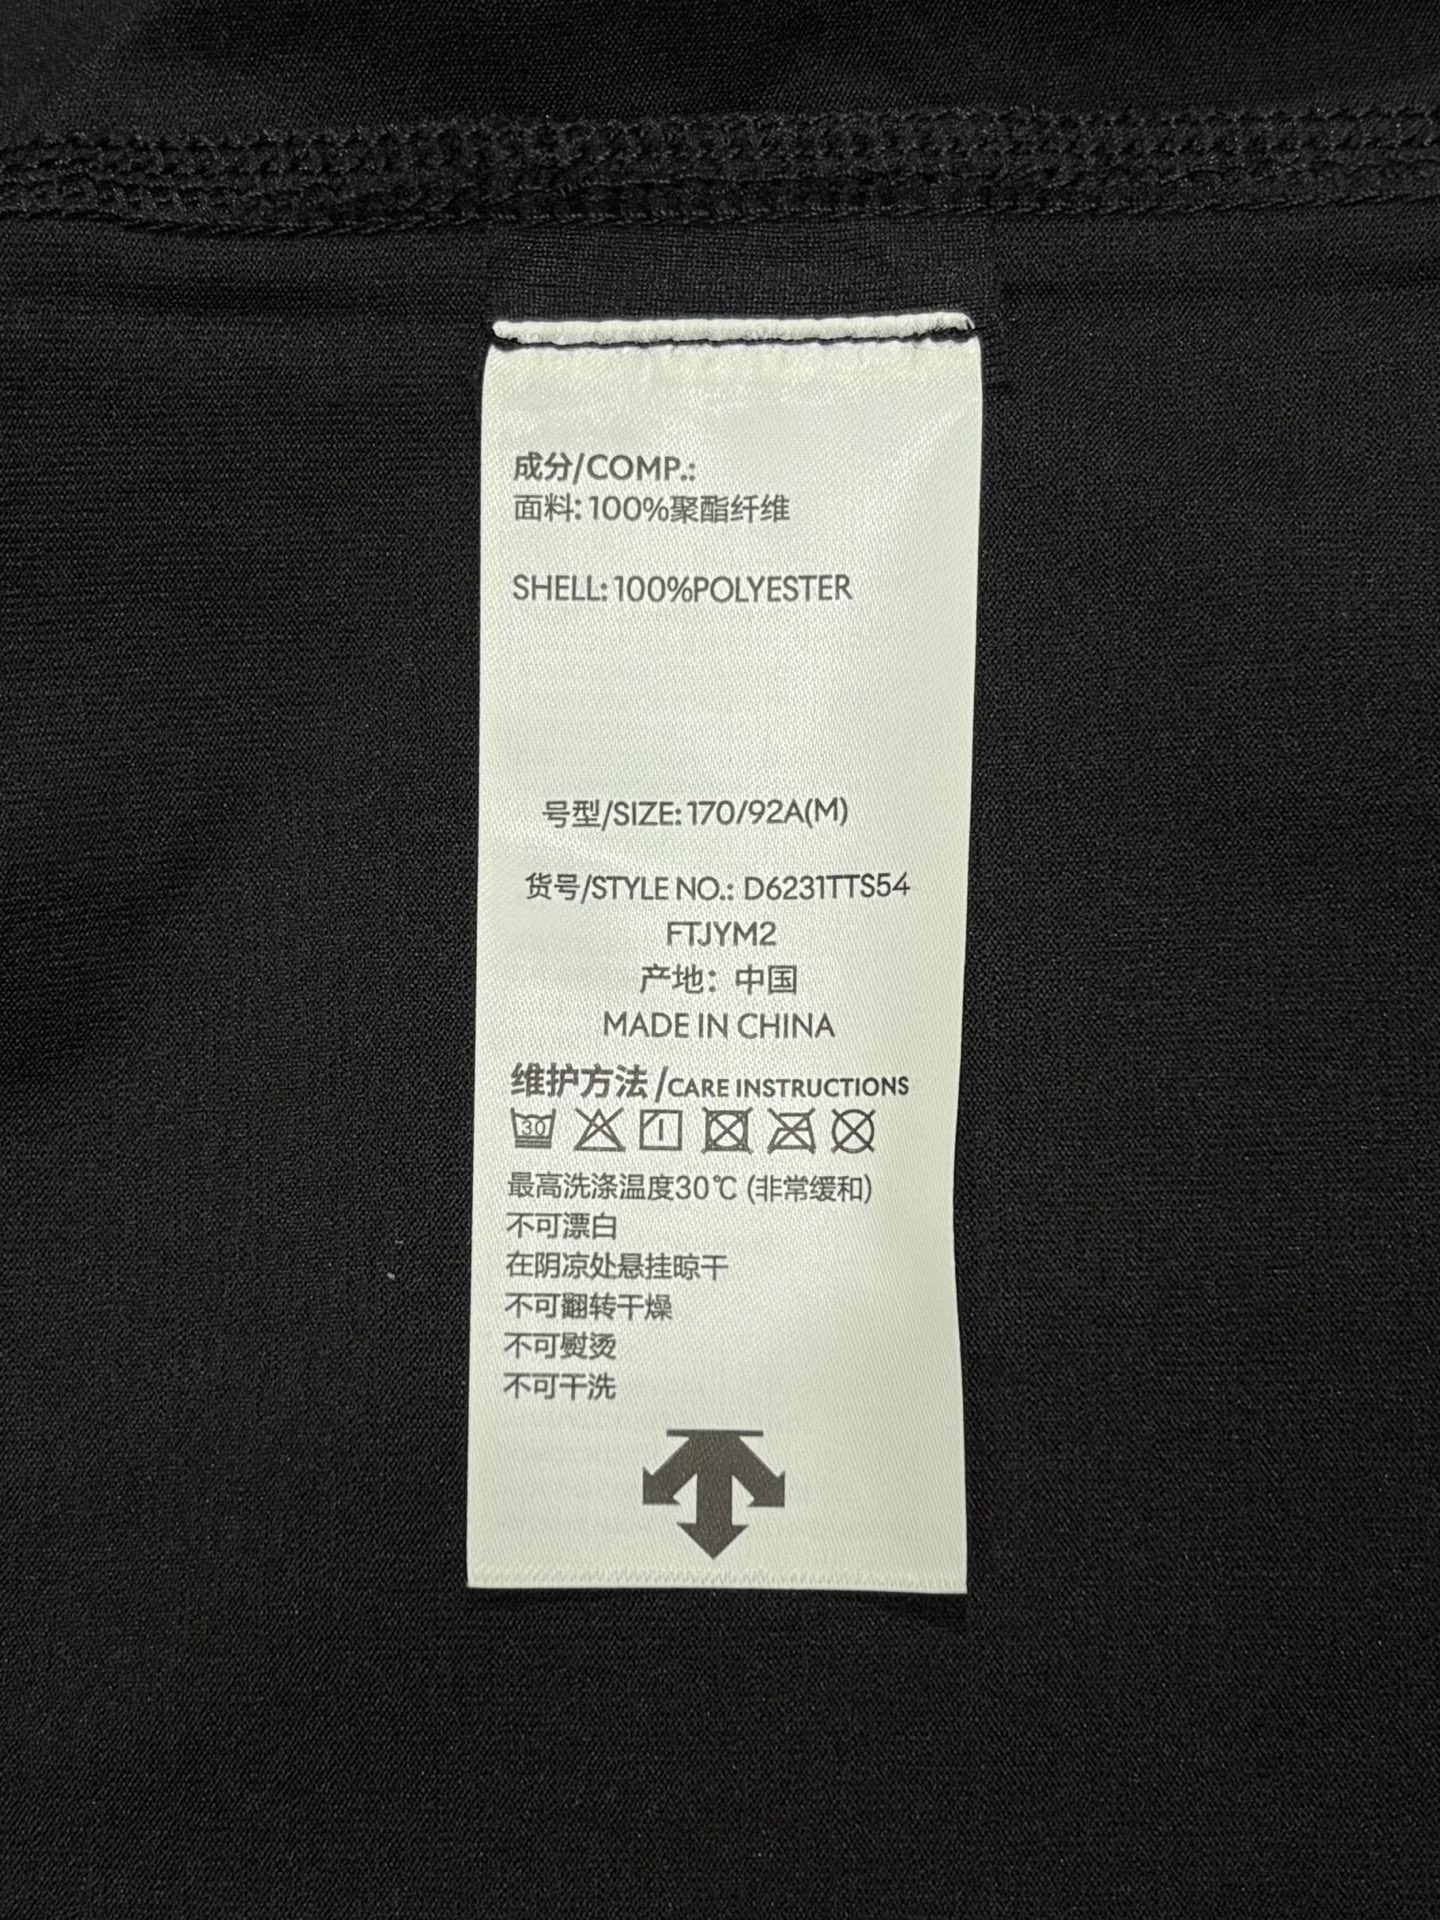 成分/COMP.:
面料: 100%聚酯纤维
SHELL: 100%POLYESTER
号型/SIZE: 170/92A(M)
货号/STYLE NO.: D6231TTS54
FTJYM2
产地: 中国
MADE IN CHINA
维护方法/CARE INSTRUCTIONS
30
最高洗涤温度30℃ (非常缓和)
不可漂白
在阴凉处悬挂晾干
不可翻转干燥
不可熨烫
不可干洗